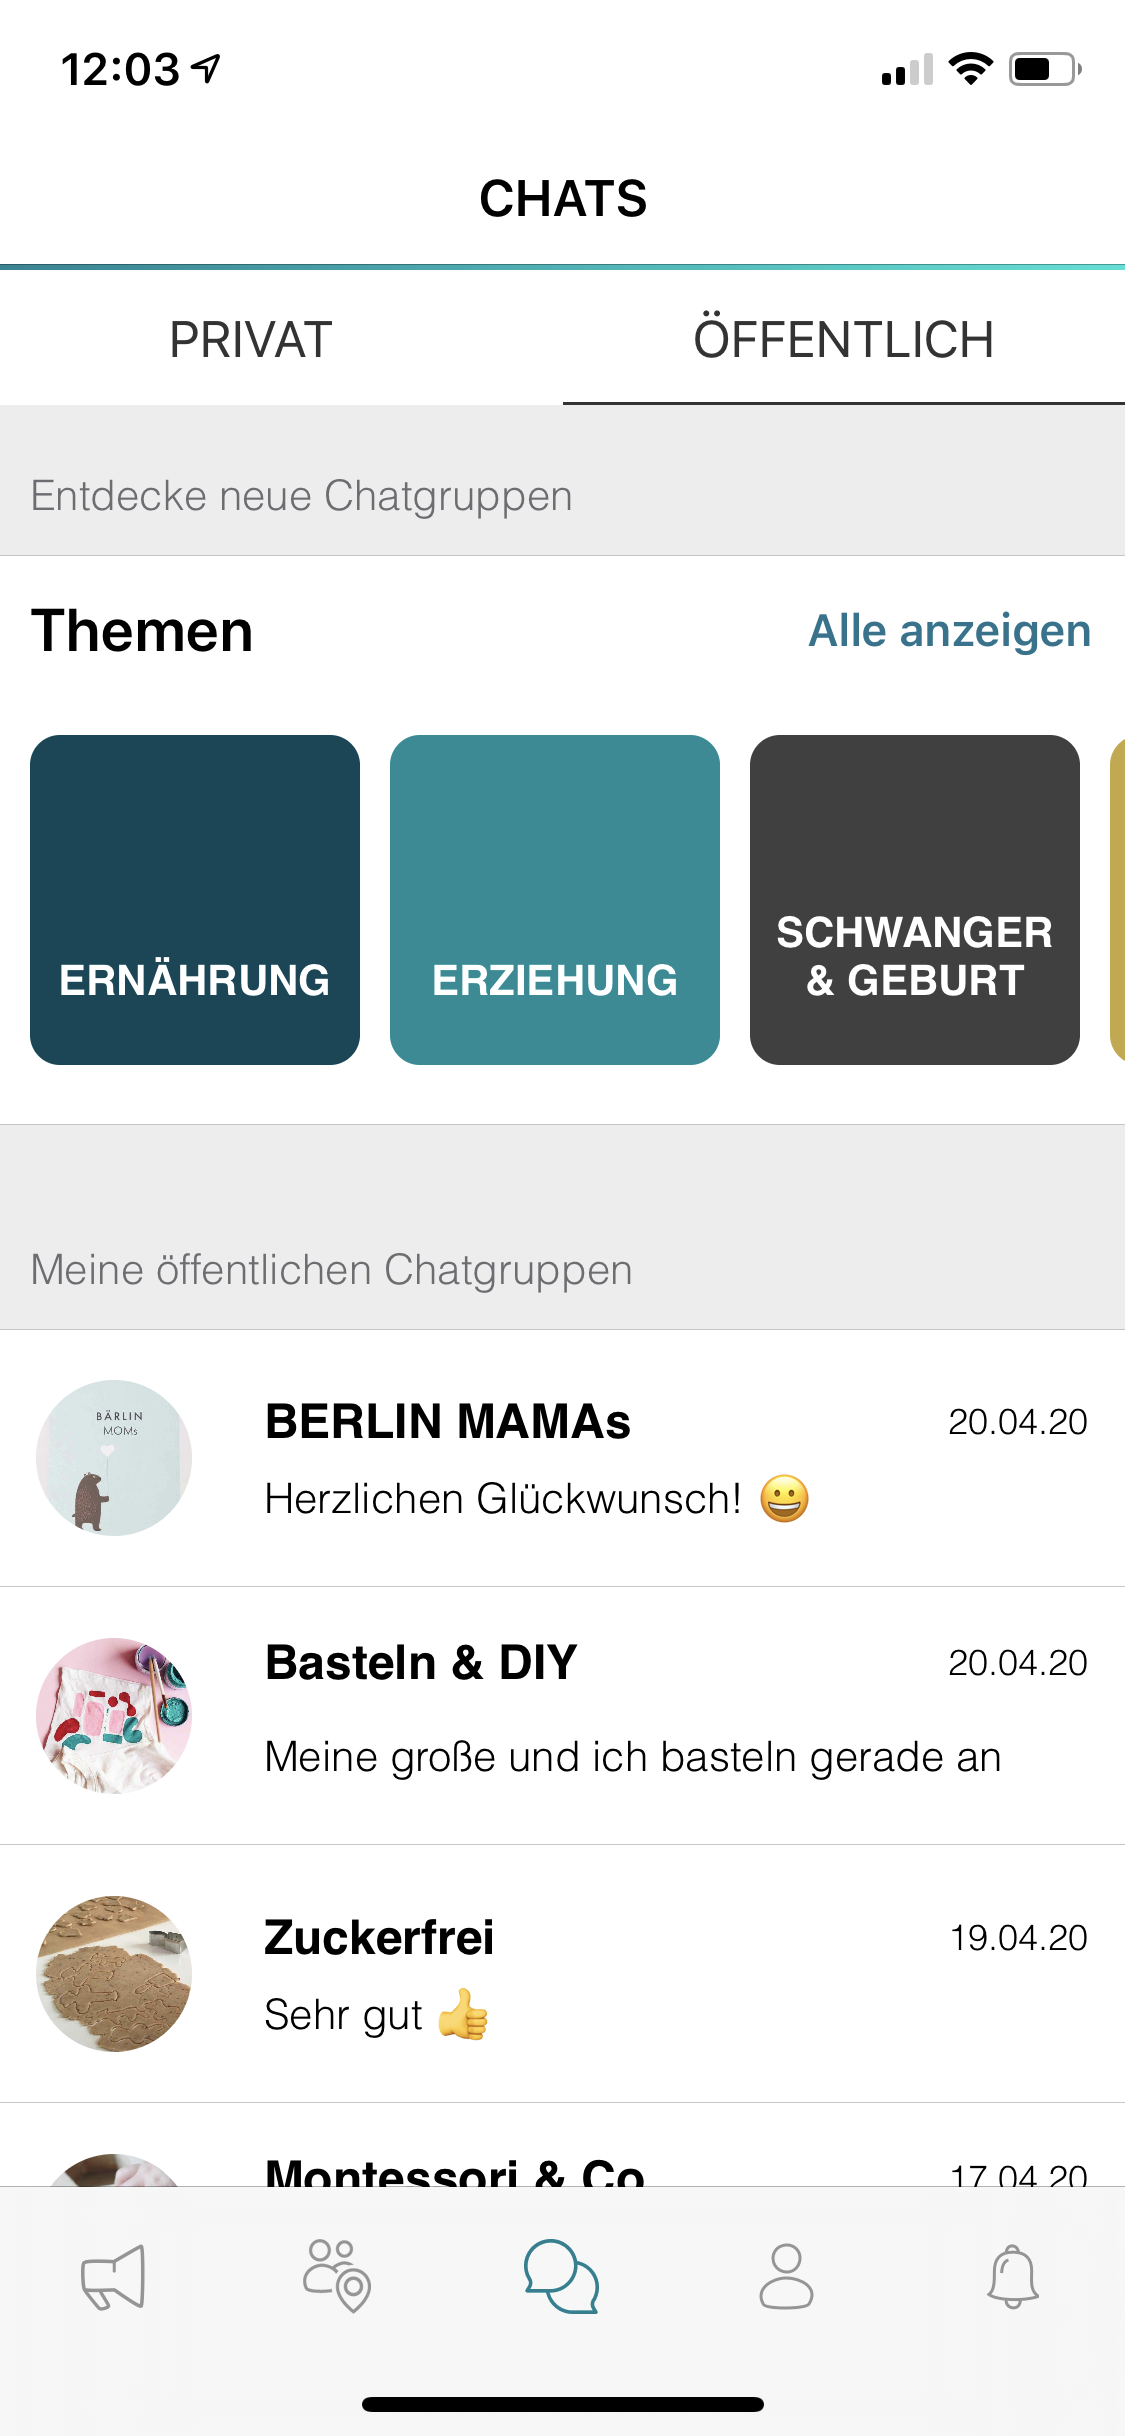 12:03
CHATS
PRIVAT
ÖFFENTLICH
Entdecke neue Chatgruppen
Themen
Alle anzeigen
ERNÄHRUNG
ERZIEHUNG
SCHWANGER
& GEBURT
Meine öffentlichen Chatgruppen
BÄRLIN
MOMs
BERLIN MAMAs
20.04.20
Herzlichen Glückwunsch! 😀
Basteln & DIY
20.04.20
Meine große und ich basteln gerade an
Zuckerfrei
19.04.20
Sehr gut 👍
Montessori & Co
17.04.20